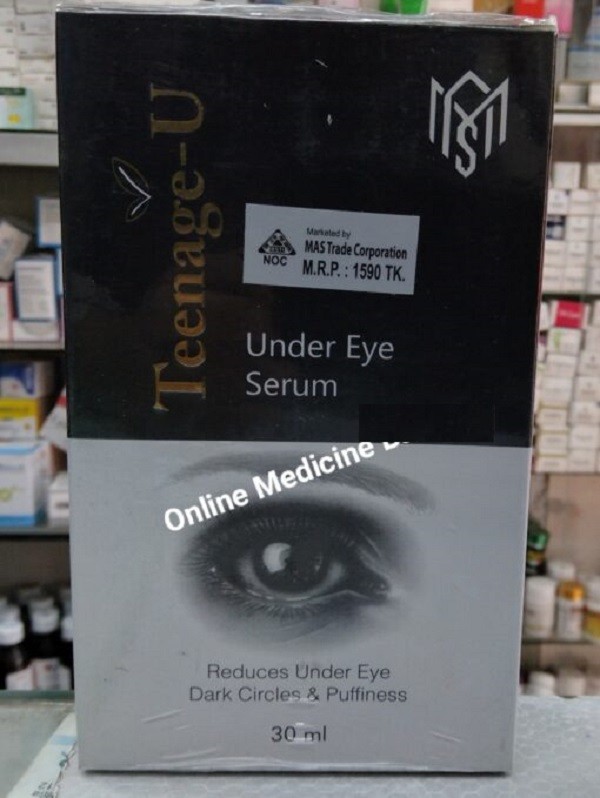 Teenage-U
Marketed by
MAS Trade Corporation
NOC
M.R.P. : 1590 TK.
Under Eye
Serum
Online Medicine
Reduces Under Eye
Dark Circles & Puffiness
30 ml